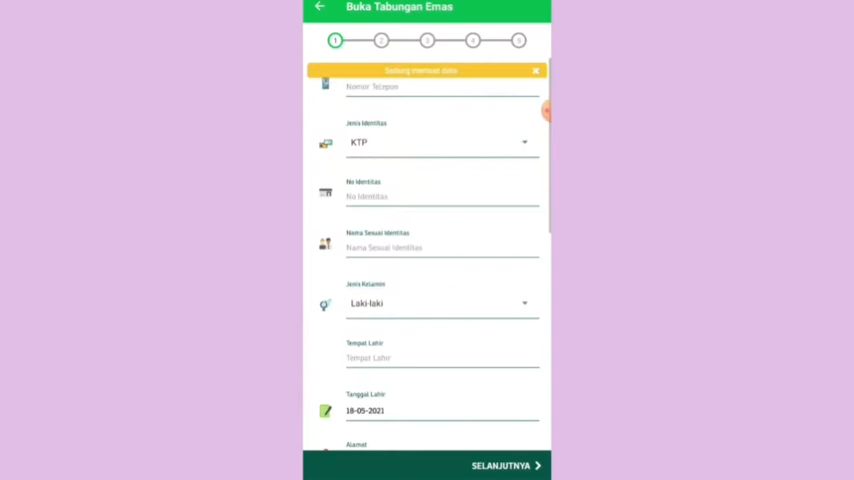 Buka Tabungan Emas
1 2 3 4 5
Sedang memuat data
Nomor Telepon
Jenis Identitas
KTP
No Identitas
No Identitas
Nama Sesuai Identitas
Nama Sesuai Identitas
Jenis Kelamin
Laki-laki
Tempat Lahir
Tempat Lahir
Tanggal Lahir
18-05-2021
Alamat
SELANJUTNYA